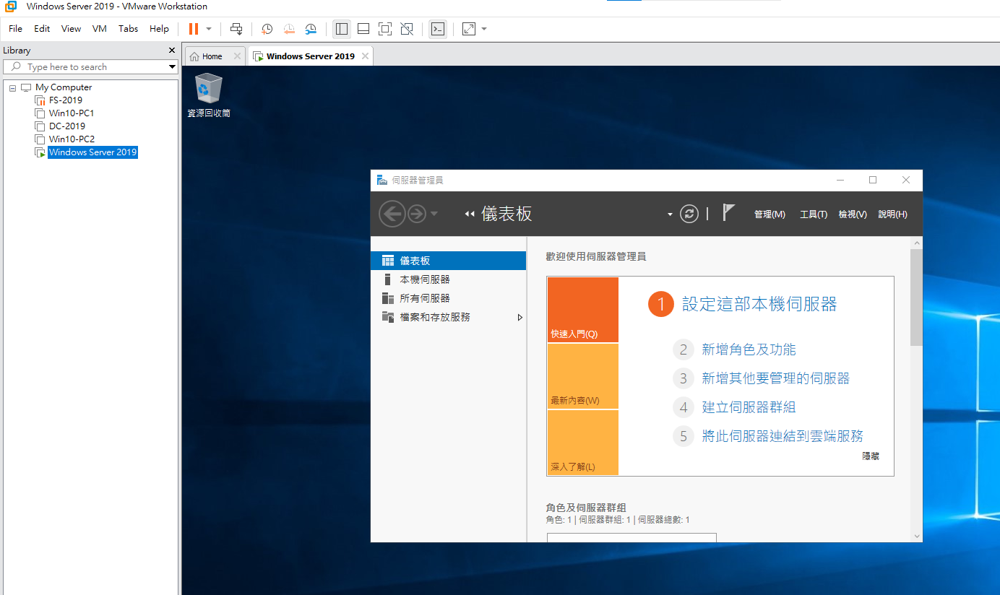 Windows Server 2019 - VMware Workstation
File Edit View VM Tabs Help
Library
Type here to search
My Computer
FS-2019
Win10-PC1
DC-2019
Win10-PC2
Windows Server 2019
Home
Windows Server 2019
資源回收筒
伺服器管理員
儀表板
管理(M) 工具(T) 檢視(V) 說明(H)
儀表板
本機伺服器
所有伺服器
檔案和存放服務
歡迎使用伺服器管理員
快速入門(Q)
最新內容(W)
深入了解(L)
1 設定這部本機伺服器
2 新增角色及功能
3 新增其他要管理的伺服器
4 建立伺服器群組
5 將此伺服器連結到雲端服務
隱藏
角色及伺服器群組
角色: 1 | 伺服器群組: 1 | 伺服器總數: 1